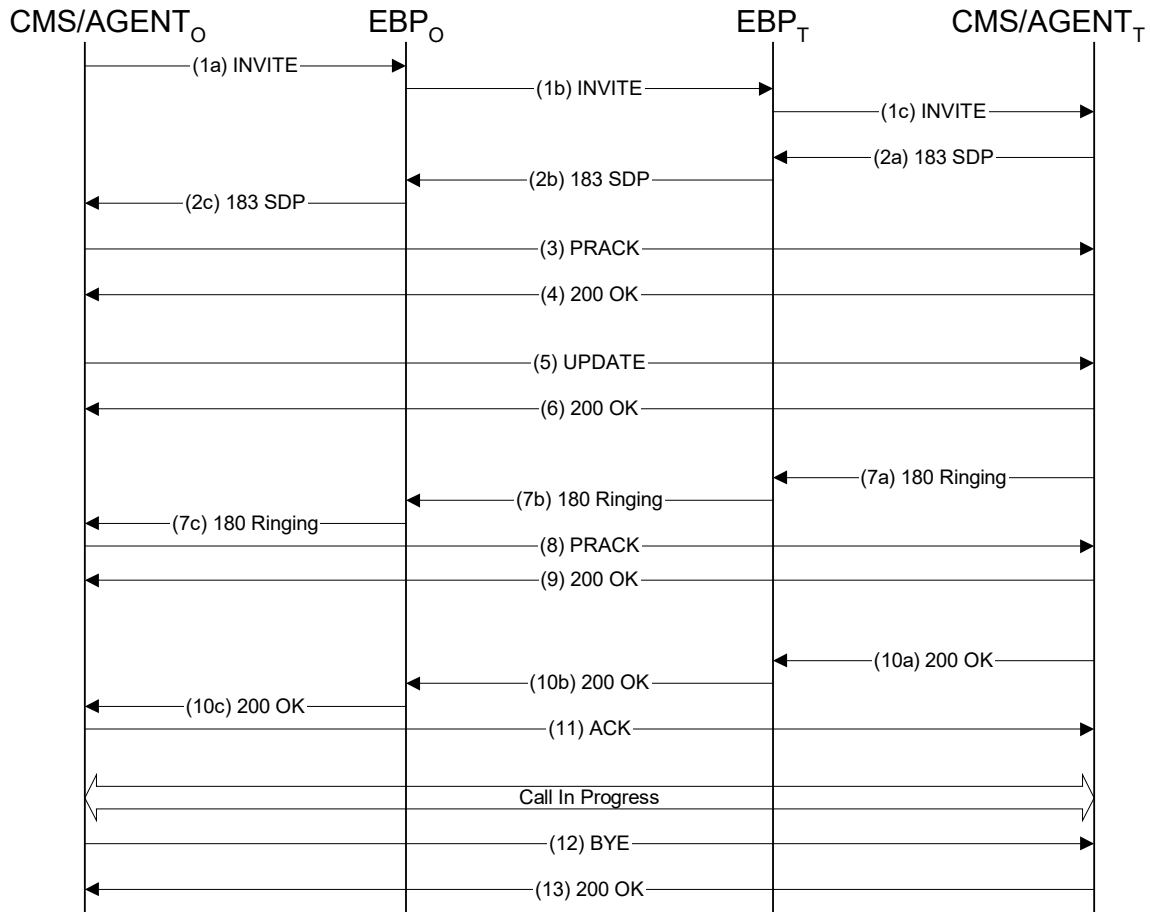 CMS/AGENTO EBPO EBPT CMS/AGENTT
(1a) INVITE
(1b) INVITE
(1c) INVITE
(2a) 183 SDP
(2b) 183 SDP
(2c) 183 SDP
(3) PRACK
(4) 200 OK
(5) UPDATE
(6) 200 OK
(7a) 180 Ringing
(7b) 180 Ringing
(7c) 180 Ringing
(8) PRACK
(9) 200 OK
(10a) 200 OK
(10b) 200 OK
(10c) 200 OK
(11) ACK
Call In Progress
(12) BYE
(13) 200 OK